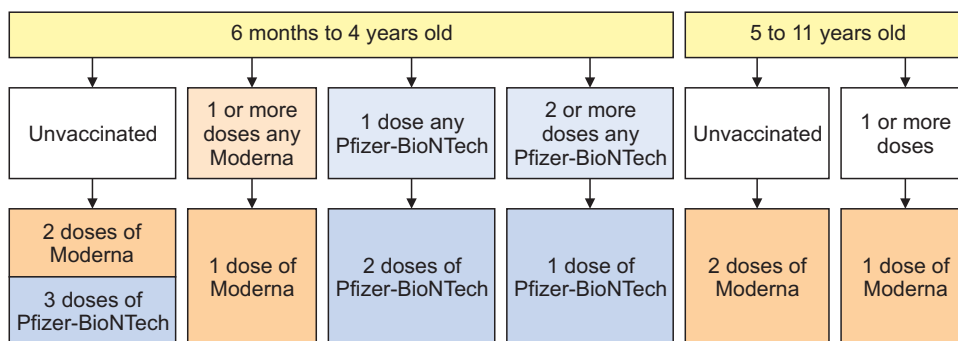 6 months to 4 years old
5 to 11 years old
Unvaccinated
1 or more
doses any
Moderna
1 dose any
Pfizer-BioNTech
2 or more
doses any
Pfizer-BioNTech
Unvaccinated
1 or more
doses
2 doses of
Moderna
3 doses of
Pfizer-BioNTech
1 dose of
Moderna
2 doses of
Pfizer-BioNTech
1 dose of
Pfizer-BioNTech
2 doses of
Moderna
1 dose of
Moderna